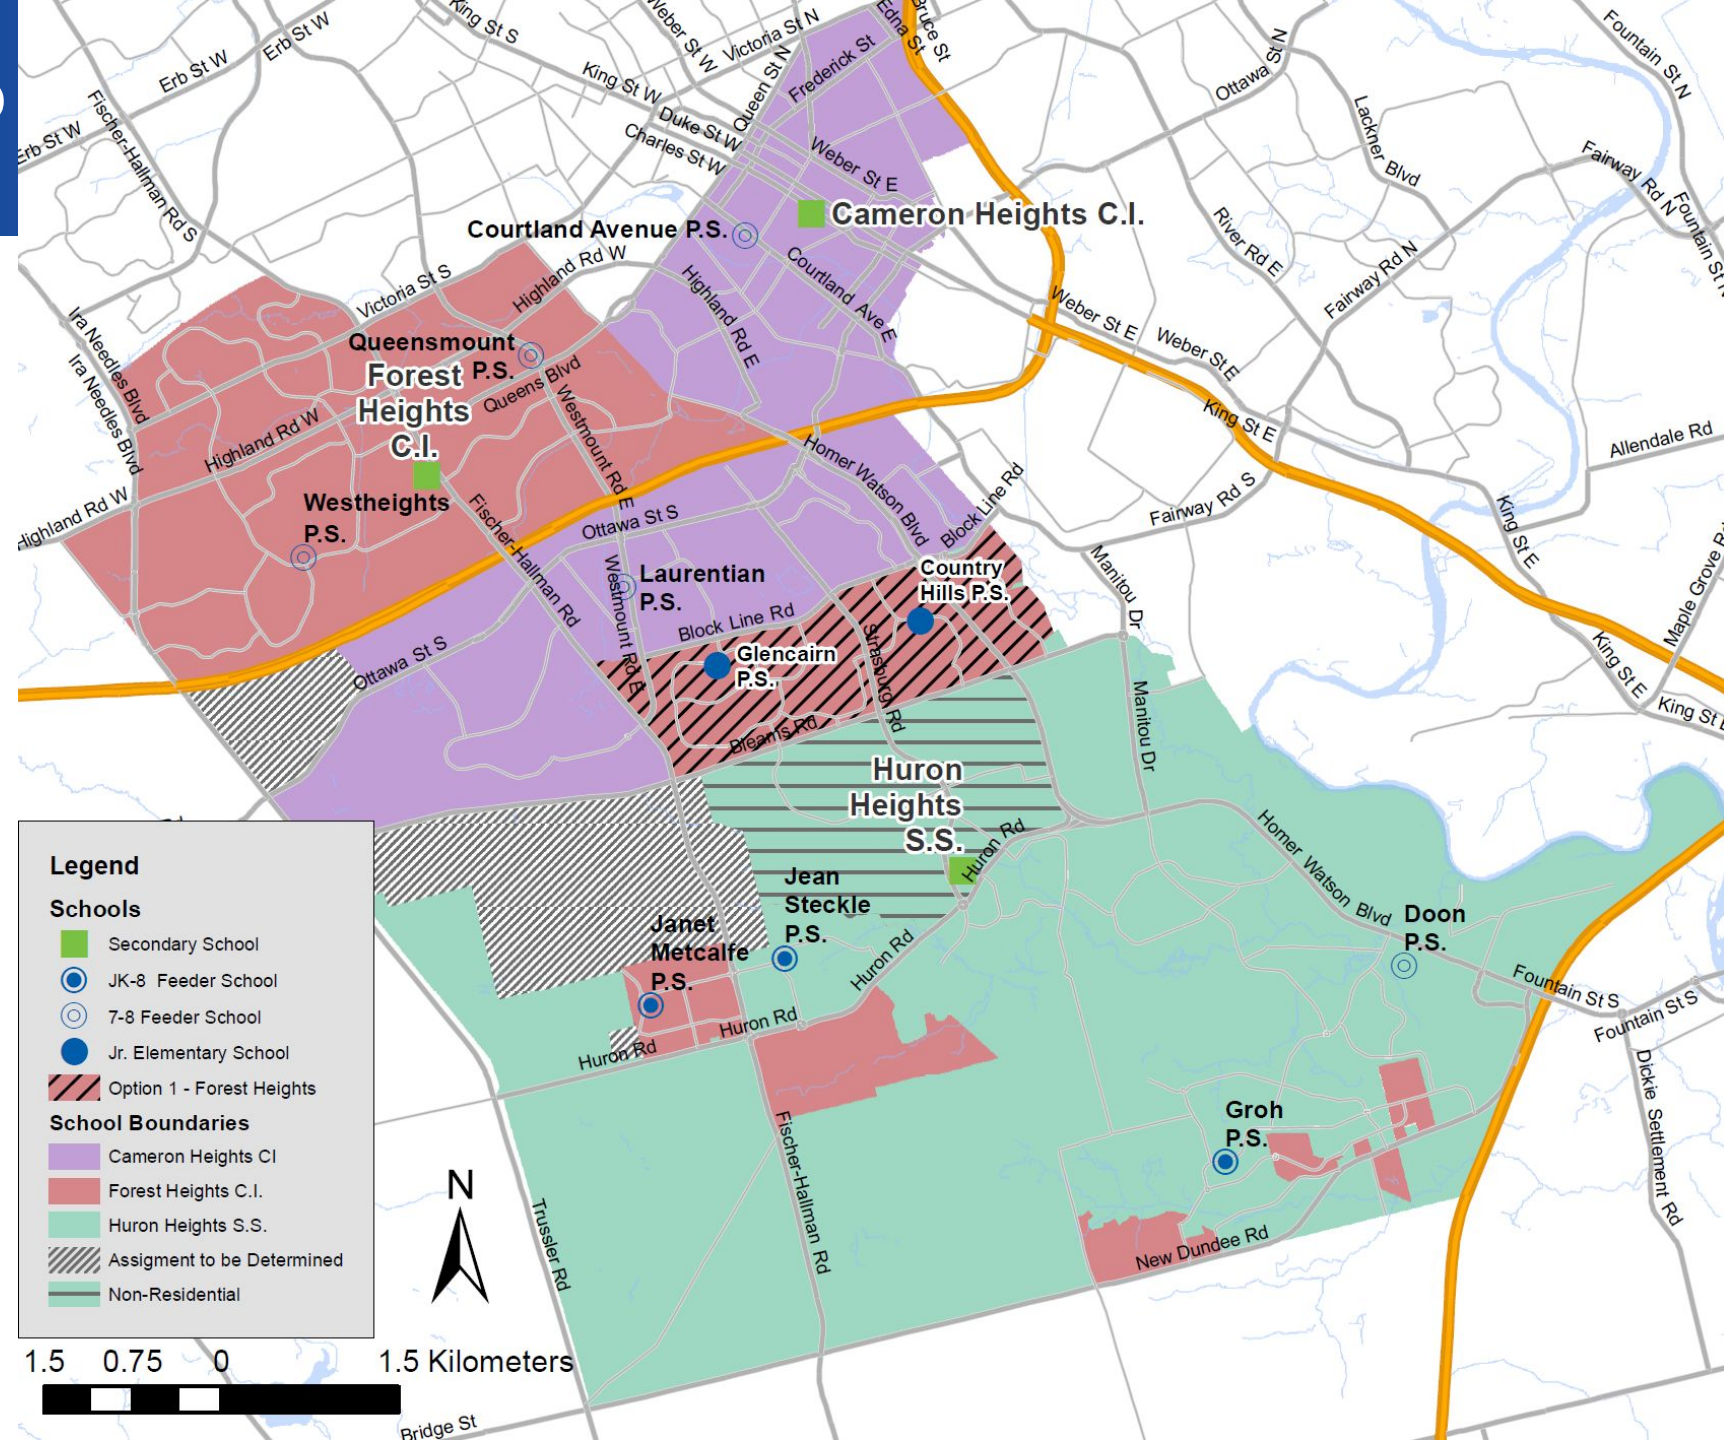 King St S
Weber St W
Victoria St N
Edna St
Bruce St
Erb St W
Erb St W
Erb St W
Fischer-Hallman Rd S
King St W
Duke St W
Charles St W
Queen St N
Frederick St
Weber St E
Ottawa St N
Lackner Blvd
Fountain St N
Fairway Rd N
Fountain St N
River Rd E
Fairway Rd N
Cameron Heights C.I.
Courtland Avenue P.S.
Courtland Ave E
Highland Rd W
Highland Rd E
Victoria St S
Weber St E
Weber St E
King St E
Allendale Rd
Ira Needles Blvd
Ira Needles Blvd
Queensmount
P.S.
Forest
Heights
C.I.
Queens Blvd
Westmount Rd E
Highland Rd W
Highland Rd W
Westheights
P.S.
Fischer-Hallman Rd
Ottawa St S
Homer Watson Blvd
Block Line Rd
Fairway Rd S
King St E
Maple Grove R
Manitou Dr
Country
Hills P.S.
Laurentian
P.S.
Westmount Rd E
Block Line Rd
Strasburg Rd
Glencairn
P.S.
Ottawa St S
Bleams Rd
Manitou Dr
King St E
King St E
Huron
Heights
S.S.
Huron Rd
Homer Watson Blvd
Jean
Steckle
P.S.
Janet
Metcalfe
P.S.
Huron Rd
Huron Rd
Huron Rd
Doon
P.S.
Fountain St S
Fountain St S
Dickie Settlement Rd
Groh
P.S.
New Dundee Rd
Fischer-Hallman Rd
Trussler Rd
Bridge St
Legend
Schools
Secondary School
JK-8 Feeder School
7-8 Feeder School
Jr. Elementary School
Option 1 - Forest Heights
School Boundaries
Cameron Heights CI
Forest Heights C.I.
Huron Heights S.S.
Assigment to be Determined
Non-Residential
N
1.5 0.75 0 1.5 Kilometers